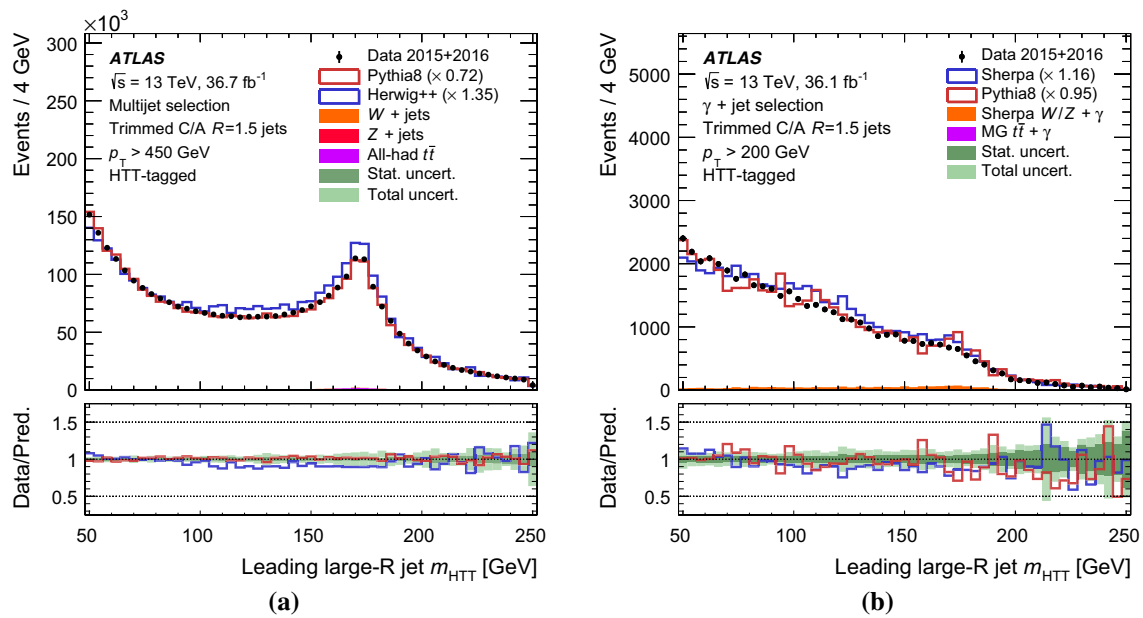 ×10³
Events / 4 GeV
300
250
200
150
100
50
0
ATLAS
√s = 13 TeV, 36.7 fb⁻¹
Multijet selection
Trimmed C/A R=1.5 jets
p_T > 450 GeV
HTT-tagged
Data 2015+2016
Pythia8 (× 0.72)
Herwig++ (× 1.35)
W + jets
Z + jets
All-had tt̄
Stat. uncert.
Total uncert.
Data/Pred.
1.5
1
0.5
50 100 150 200 250
Leading large-R jet m_HTT [GeV]
(a)
Events / 4 GeV
5000
4000
3000
2000
1000
0
ATLAS
√s = 13 TeV, 36.1 fb⁻¹
γ + jet selection
Trimmed C/A R=1.5 jets
p_T > 200 GeV
HTT-tagged
Data 2015+2016
Sherpa (× 1.16)
Pythia8 (× 0.95)
Sherpa W/Z + γ
MG tt̄ + γ
Stat. uncert.
Total uncert.
Data/Pred.
1.5
1
0.5
50 100 150 200 250
Leading large-R jet m_HTT [GeV]
(b)